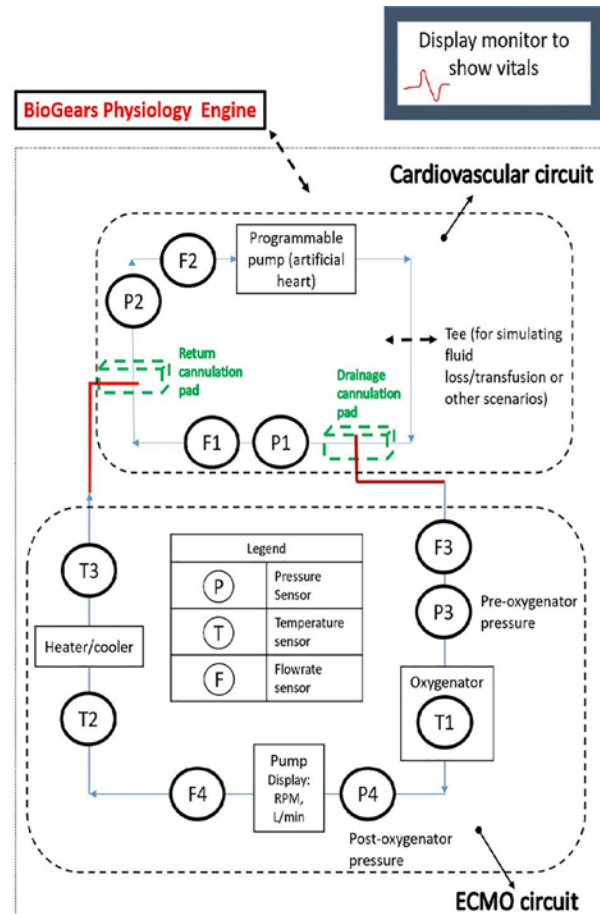 Display monitor to
show vitals
BioGears Physiology Engine
Cardiovascular circuit
F2
Programmable
pump (artificial
heart)
P2
Return
cannulation
pad
Drainage
cannulation
pad
Tee (for simulating
fluid
loss/transfusion or
other scenarios)
F1
P1
T3
Legend
P
Pressure
Sensor
T
Temperature
sensor
F
Flowrate
sensor
F3
P3
Pre-oxygenator
pressure
Heater/cooler
Oxygenator
T1
T2
F4
Pump
Display:
RPM,
L/min
P4
Post-oxygenator
pressure
ECMO circuit